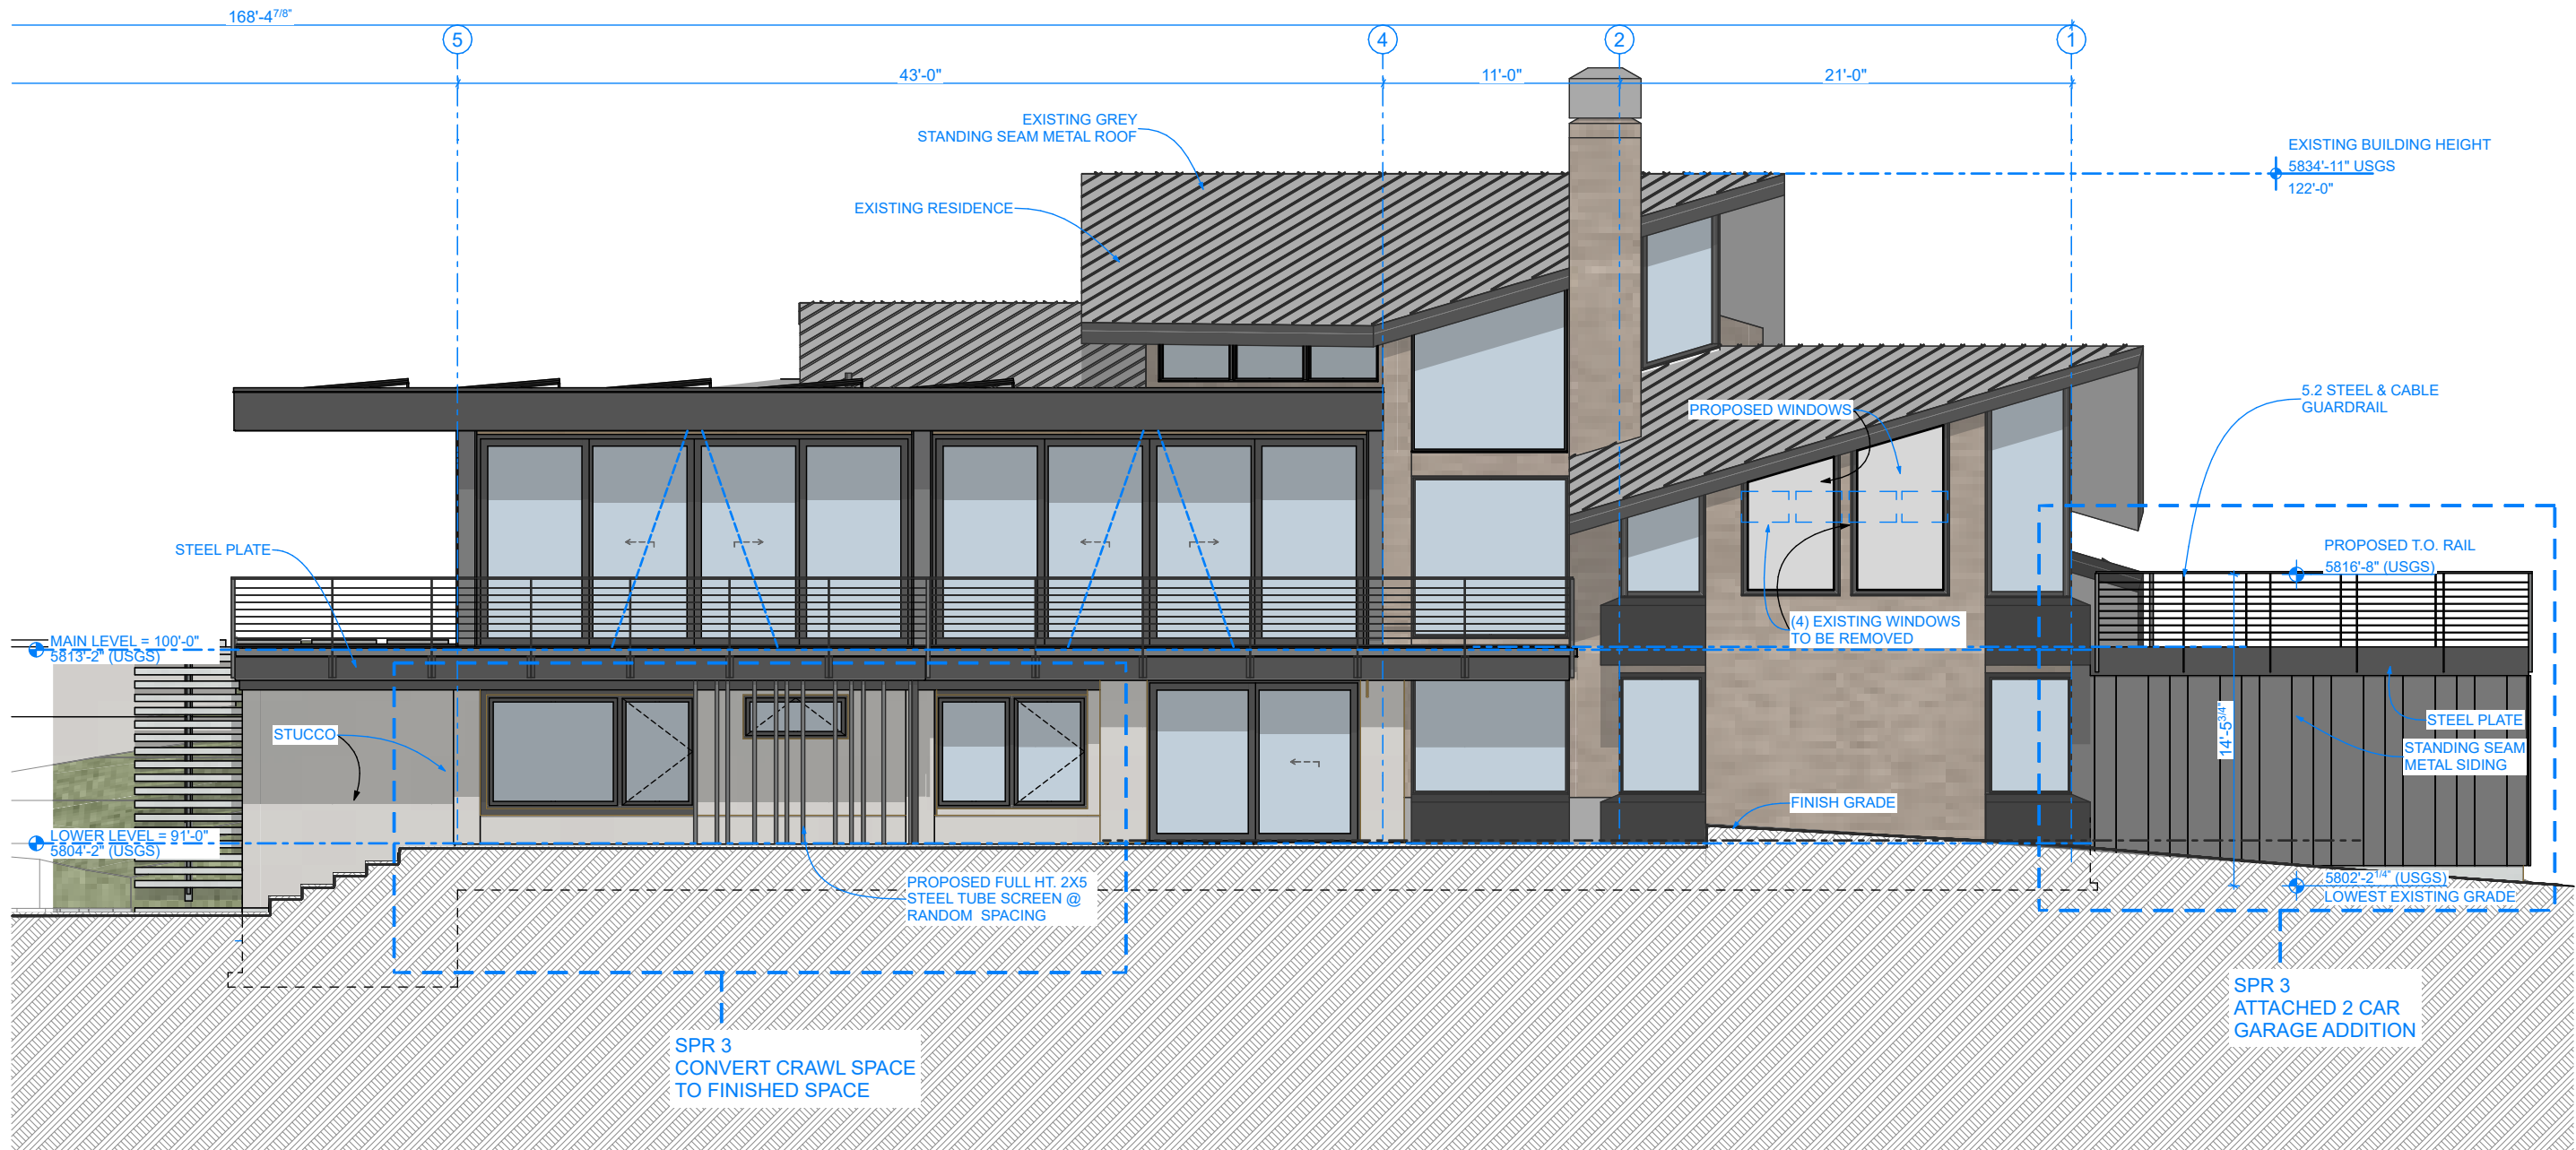 168'-4 7/8"
5
4
2
1
43'-0"
11'-0"
21'-0"
EXISTING GREY
STANDING SEAM METAL ROOF
EXISTING BUILDING HEIGHT
5834'-11" USGS
122'-0"
EXISTING RESIDENCE
5.2 STEEL & CABLE
GUARDRAIL
PROPOSED WINDOWS
STEEL PLATE
PROPOSED T.O. RAIL
5816'-8" (USGS)
(4) EXISTING WINDOWS
TO BE REMOVED
MAIN LEVEL = 100'-0"
5813'-2" (USGS)
STUCCO
14'-5 3/4"
STEEL PLATE
STANDING SEAM
METAL SIDING
FINISH GRADE
LOWER LEVEL = 91'-0"
5804'-2" (USGS)
PROPOSED FULL HT. 2X5
STEEL TUBE SCREEN @
RANDOM SPACING
5802'-2 1/4" (USGS)
LOWEST EXISTING GRADE
SPR 3
CONVERT CRAWL SPACE
TO FINISHED SPACE
SPR 3
ATTACHED 2 CAR
GARAGE ADDITION